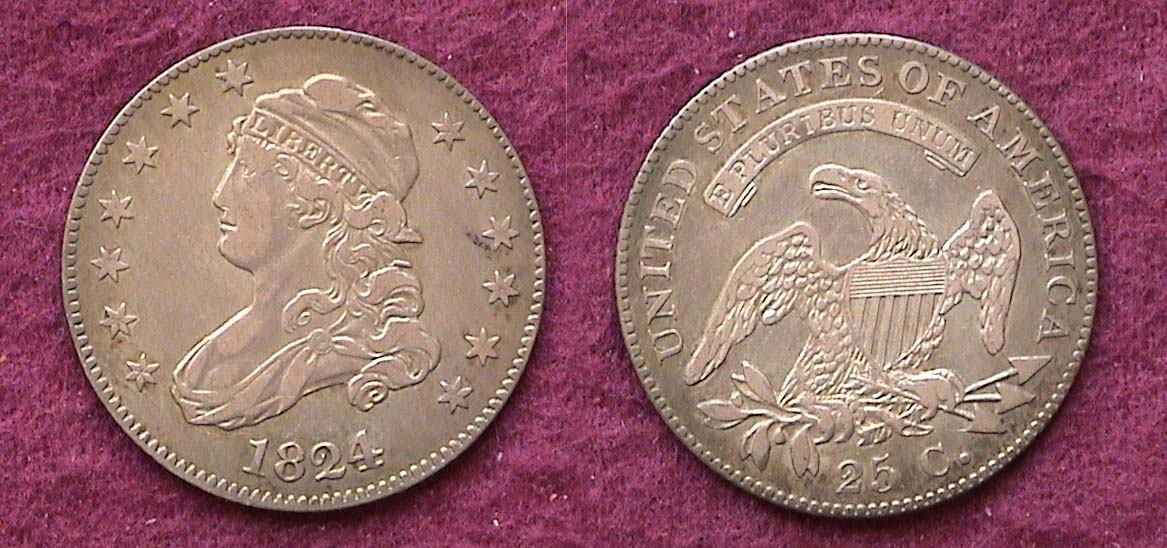 LIBERTY
1824
UNITED STATES OF AMERICA
E PLURIBUS UNUM
25 C.